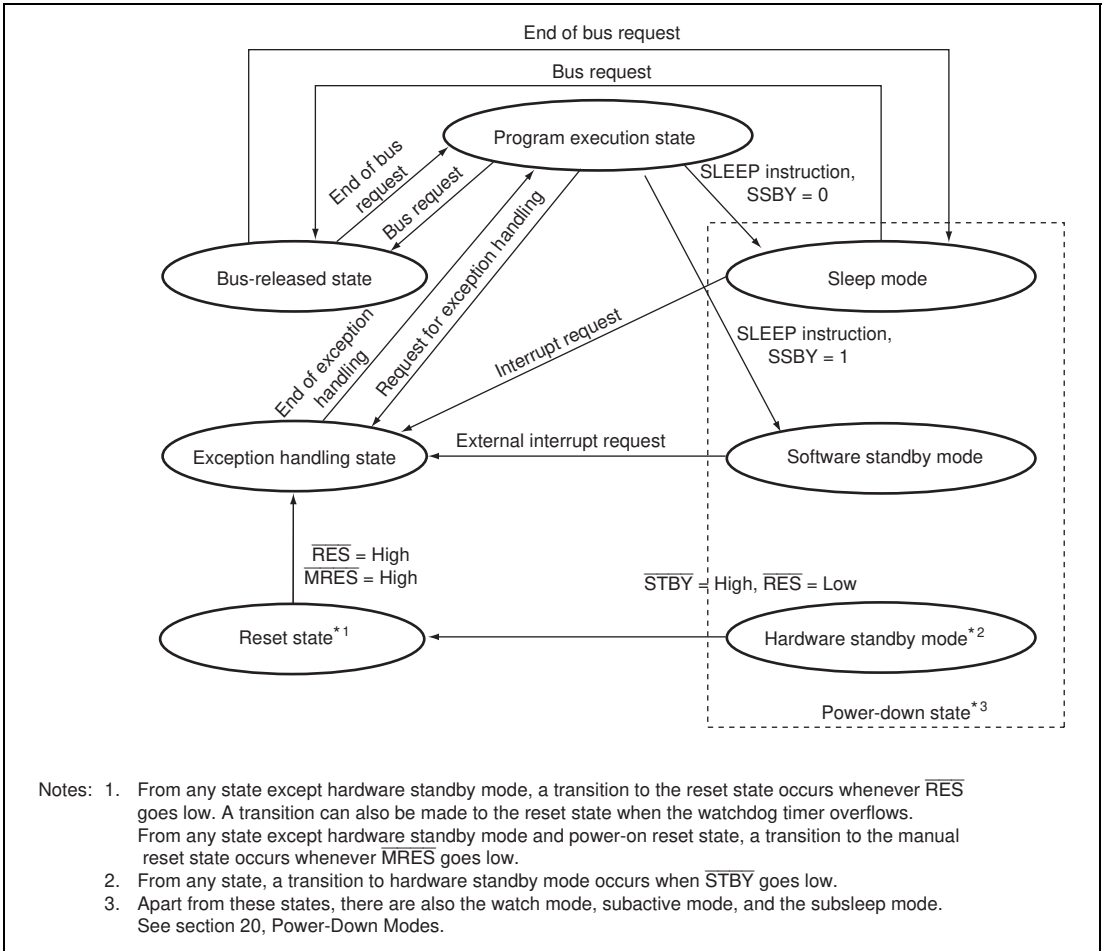 End of bus request
Bus request
Program execution state
End of bus
request
Bus request
SLEEP instruction,
SSBY = 0
Bus-released state
Sleep mode
End of exception
handling
Request for exception handling
Interrupt request
SLEEP instruction,
SSBY = 1
Exception handling state
External interrupt request
Software standby mode
R̅E̅S̅ = High
M̅R̅E̅S̅ = High
S̅T̅B̅Y̅ = High, R̅E̅S̅ = Low
Reset state*1
Hardware standby mode*2
Power-down state*3
Notes: 1. From any state except hardware standby mode, a transition to the reset state occurs whenever R̅E̅S̅
goes low. A transition can also be made to the reset state when the watchdog timer overflows.
From any state except hardware standby mode and power-on reset state, a transition to the manual
reset state occurs whenever M̅R̅E̅S̅ goes low.
2. From any state, a transition to hardware standby mode occurs when S̅T̅B̅Y̅ goes low.
3. Apart from these states, there are also the watch mode, subactive mode, and the subsleep mode.
See section 20, Power-Down Modes.